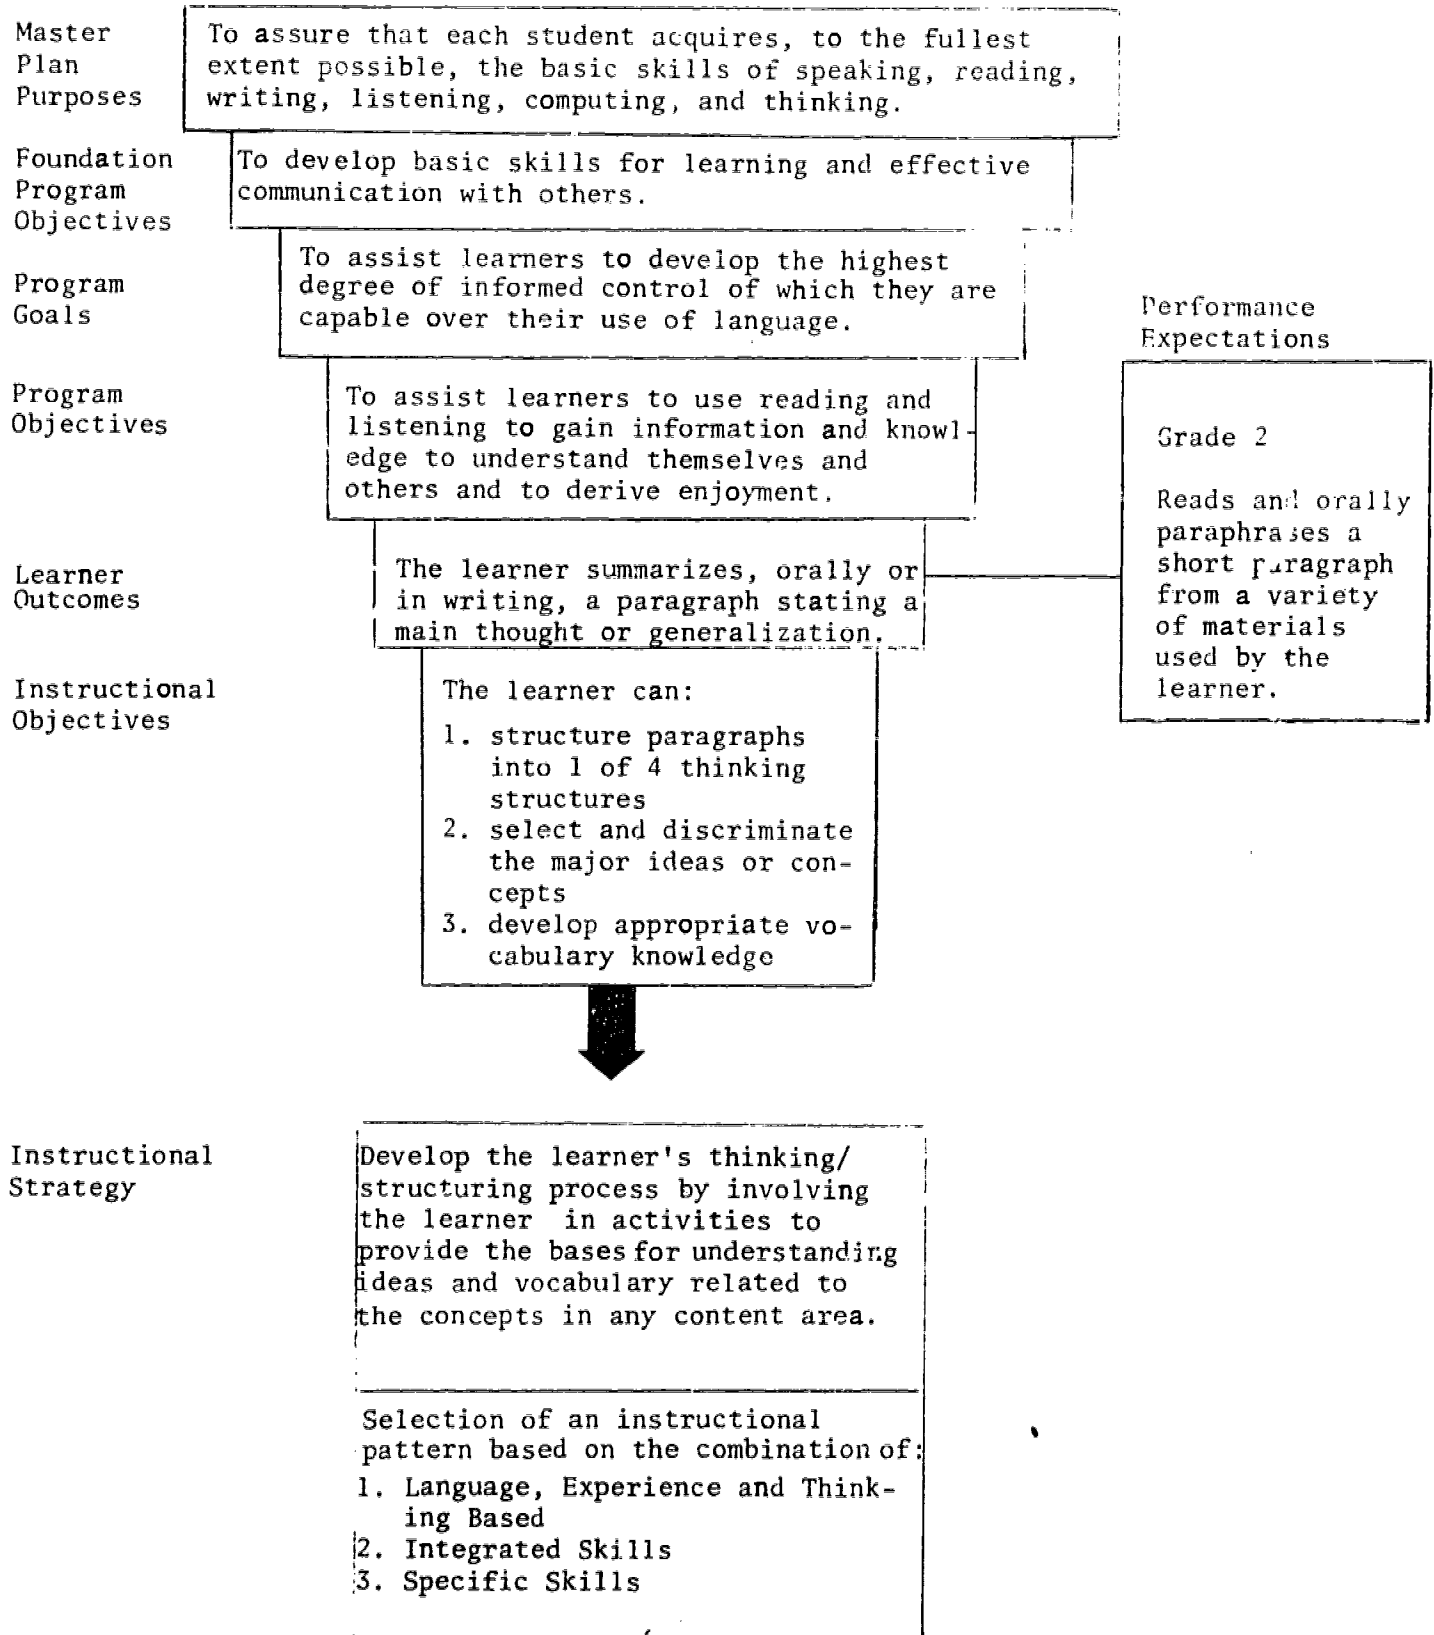 Master
Plan
Purposes
To assure that each student acquires, to the fullest
extent possible, the basic skills of speaking, reading,
writing, listening, computing, and thinking.
Foundation
Program
Objectives
To develop basic skills for learning and effective
communication with others.
Program
Goals
To assist learners to develop the highest
degree of informed control of which they are
capable over their use of language.
Program
Objectives
To assist learners to use reading and
listening to gain information and knowl-
edge to understand themselves and
others and to derive enjoyment.
Learner
Outcomes
The learner summarizes, orally or
in writing, a paragraph stating a
main thought or generalization.
Performance
Expectations
Grade 2
Reads and orally
paraphrases a
short paragraph
from a variety
of materials
used by the
learner.
Instructional
Objectives
The learner can:
1. structure paragraphs
into 1 of 4 thinking
structures
2. select and discriminate
the major ideas or con-
cepts
3. develop appropriate vo-
cabulary knowledge
Instructional
Strategy
Develop the learner's thinking/
structuring process by involving
the learner in activities to
provide the bases for understanding
ideas and vocabulary related to
the concepts in any content area.
Selection of an instructional
pattern based on the combination of:
1. Language, Experience and Think-
ing Based
2. Integrated Skills
3. Specific Skills